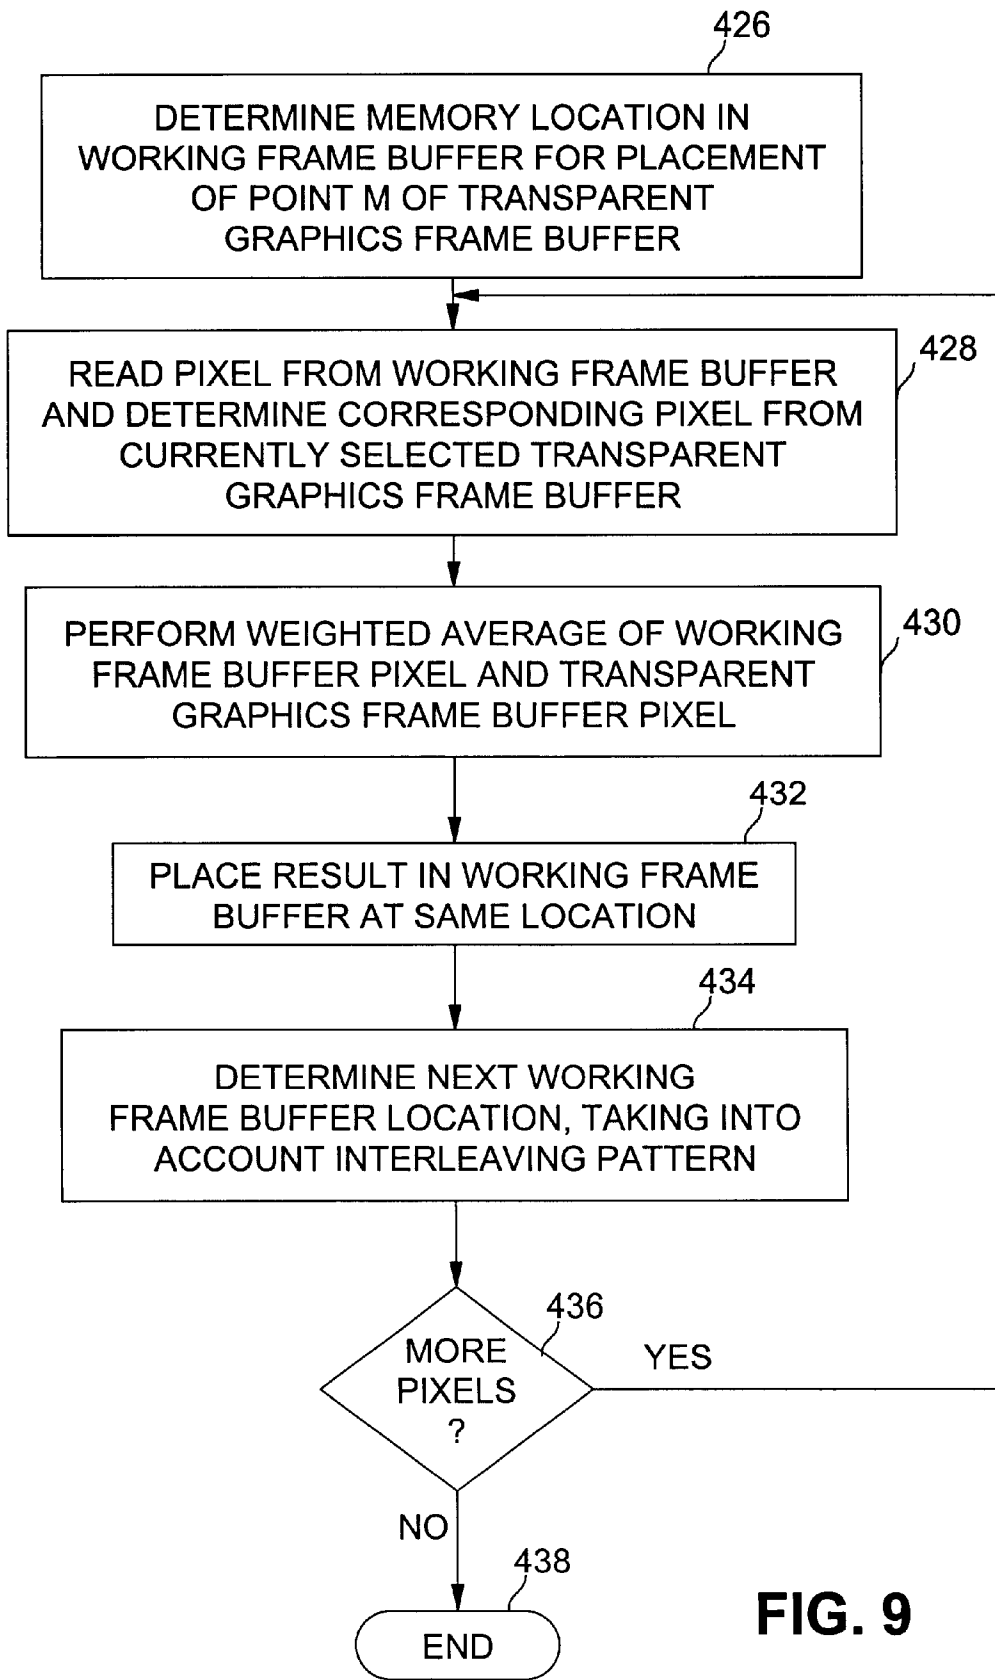 426
DETERMINE MEMORY LOCATION IN
WORKING FRAME BUFFER FOR PLACEMENT
OF POINT M OF TRANSPARENT
GRAPHICS FRAME BUFFER
428
READ PIXEL FROM WORKING FRAME BUFFER
AND DETERMINE CORRESPONDING PIXEL FROM
CURRENTLY SELECTED TRANSPARENT
GRAPHICS FRAME BUFFER
430
PERFORM WEIGHTED AVERAGE OF WORKING
FRAME BUFFER PIXEL AND TRANSPARENT
GRAPHICS FRAME BUFFER PIXEL
432
PLACE RESULT IN WORKING FRAME
BUFFER AT SAME LOCATION
434
DETERMINE NEXT WORKING
FRAME BUFFER LOCATION, TAKING INTO
ACCOUNT INTERLEAVING PATTERN
436
MORE
PIXELS
?
YES
NO
438
END
FIG. 9